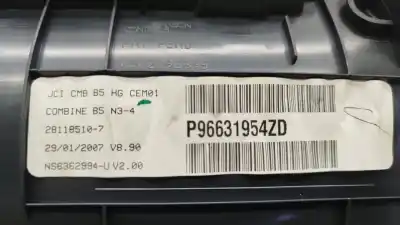 JCI CMB B5 HG CEM01
COMBINE B5 N3-4
28118510-7
29/01/2007 V8.90
NS6362994-U V2.00
P96631954ZD